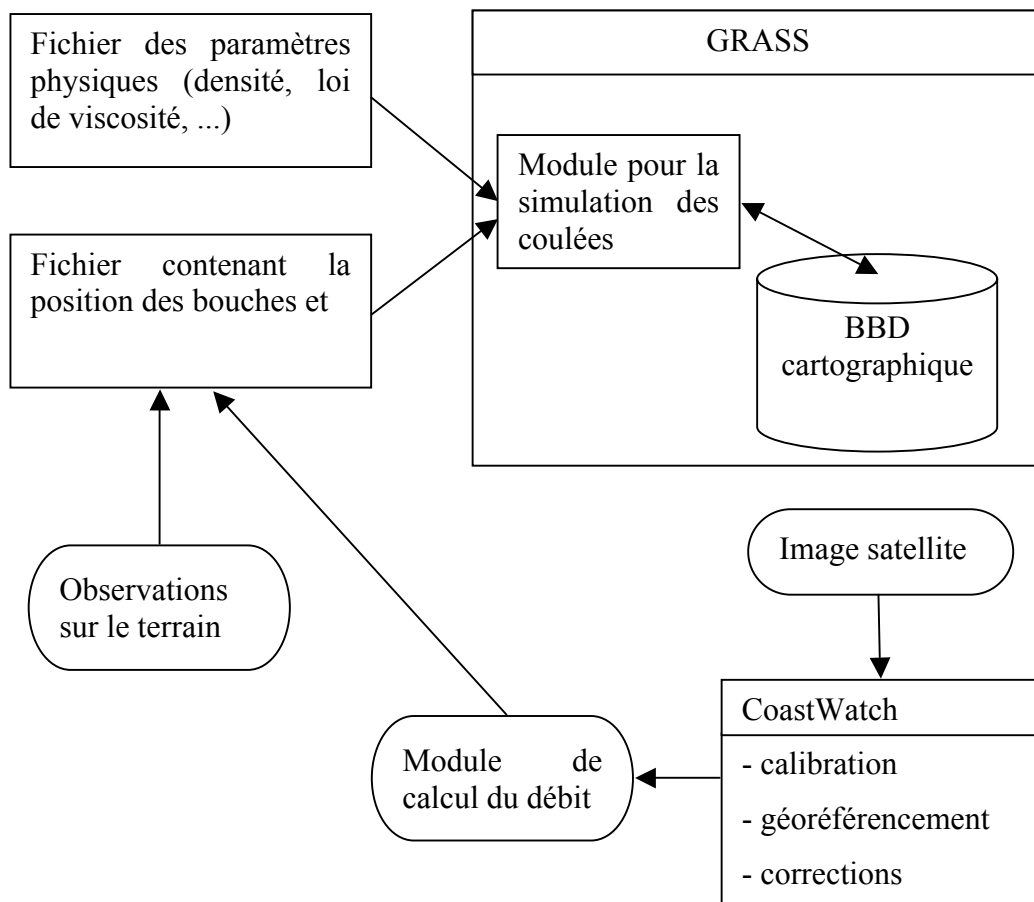 Fichier des paramètres
physiques (densité, loi
de viscosité, ...)
GRASS
Module pour la
simulation des
coulées
Fichier contenant la
position des bouches et
BBD
cartographique
Image satellite
Observations
sur le terrain
CoastWatch
- calibration
- géoréférencement
- corrections
Module de
calcul du débit